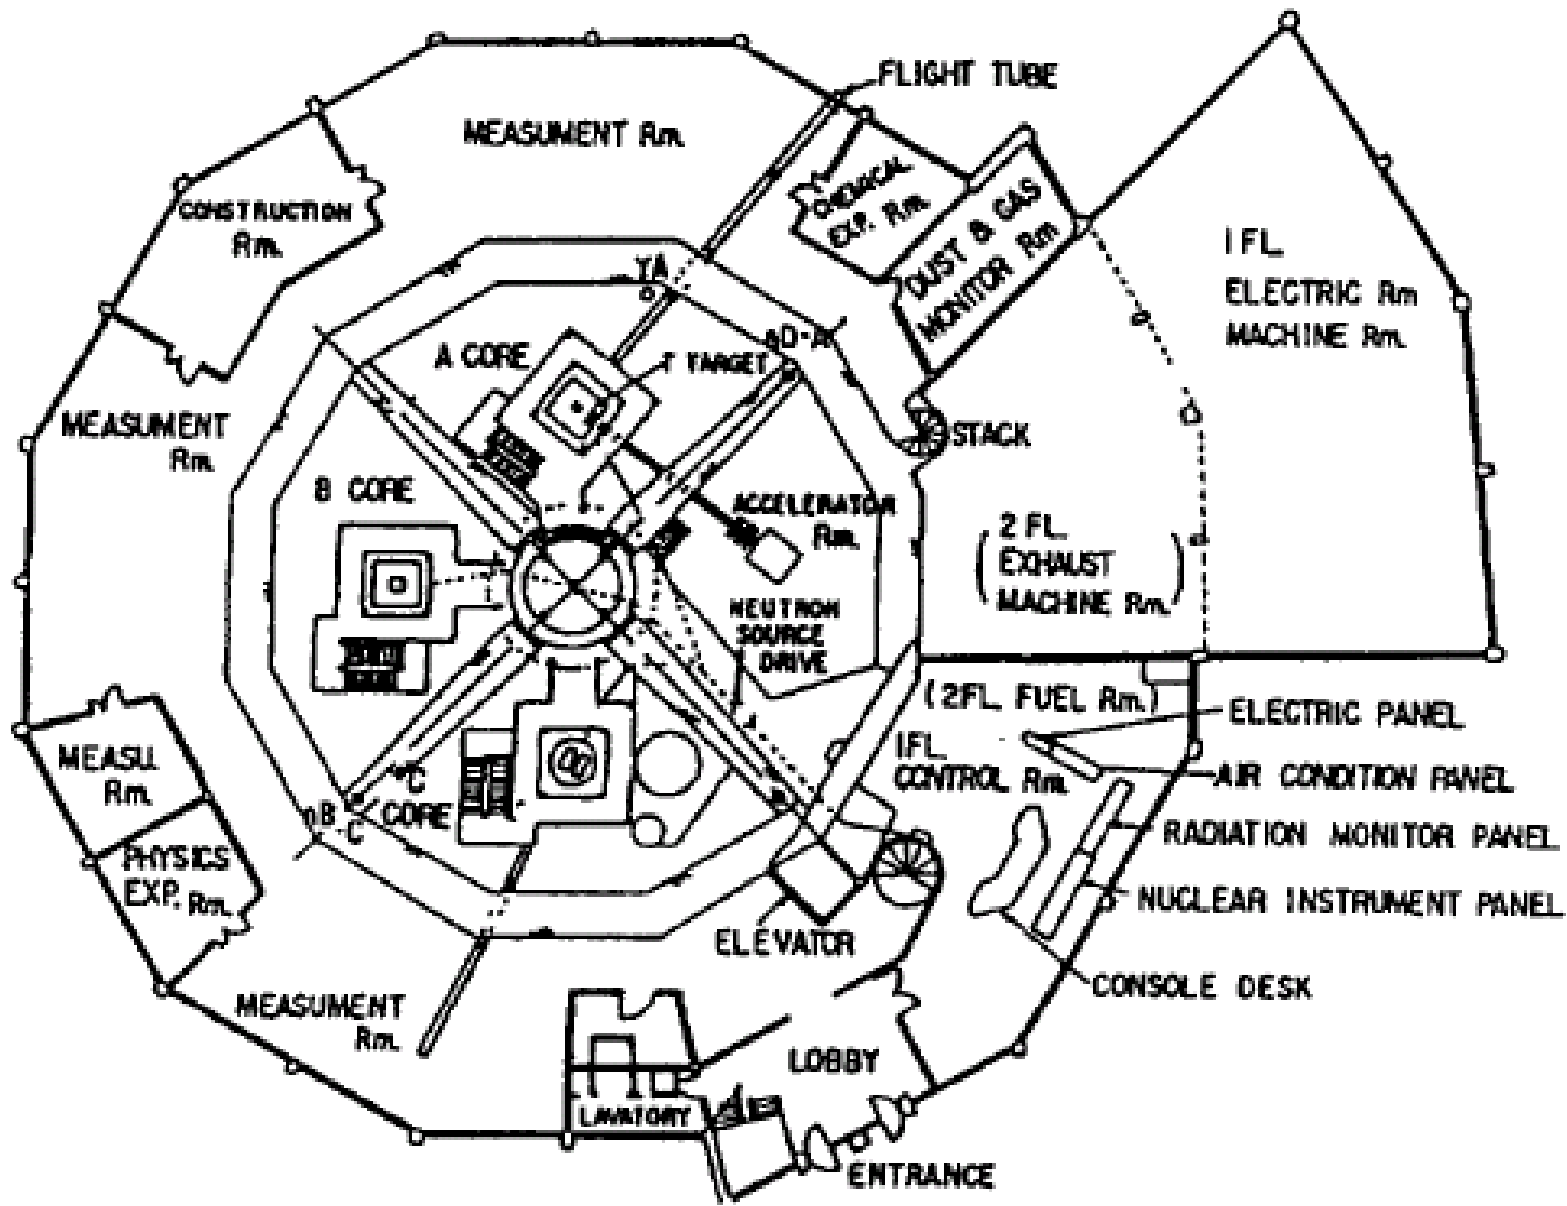 FLIGHT TUBE
MEASUMENT Rm.
CHEMICAL
EXP. Rm.
DUST & GAS
MONITOR Rm
CONSTRUCTION
Rm.
1 FL.
ELECTRIC Rm
MACHINE Rm.
YA
A CORE
T TARGET
MEASUMENT
Rm.
STACK
B CORE
ACCELERATOR
Rm.
( 2 FL.
EXHAUST
MACHINE Rm. )
NEUTRON
SOURCE
DRIVE
(2FL. FUEL Rm.)
ELECTRIC PANEL
1FL.
CONTROL Rm.
AIR CONDITION PANEL
MEASU.
Rm.
C
CORE
RADIATION MONITOR PANEL
PHYSICS
EXP. Rm.
NUCLEAR INSTRUMENT PANEL
ELEVATOR
CONSOLE DESK
MEASUMENT
Rm.
LOBBY
LAVATORY
ENTRANCE